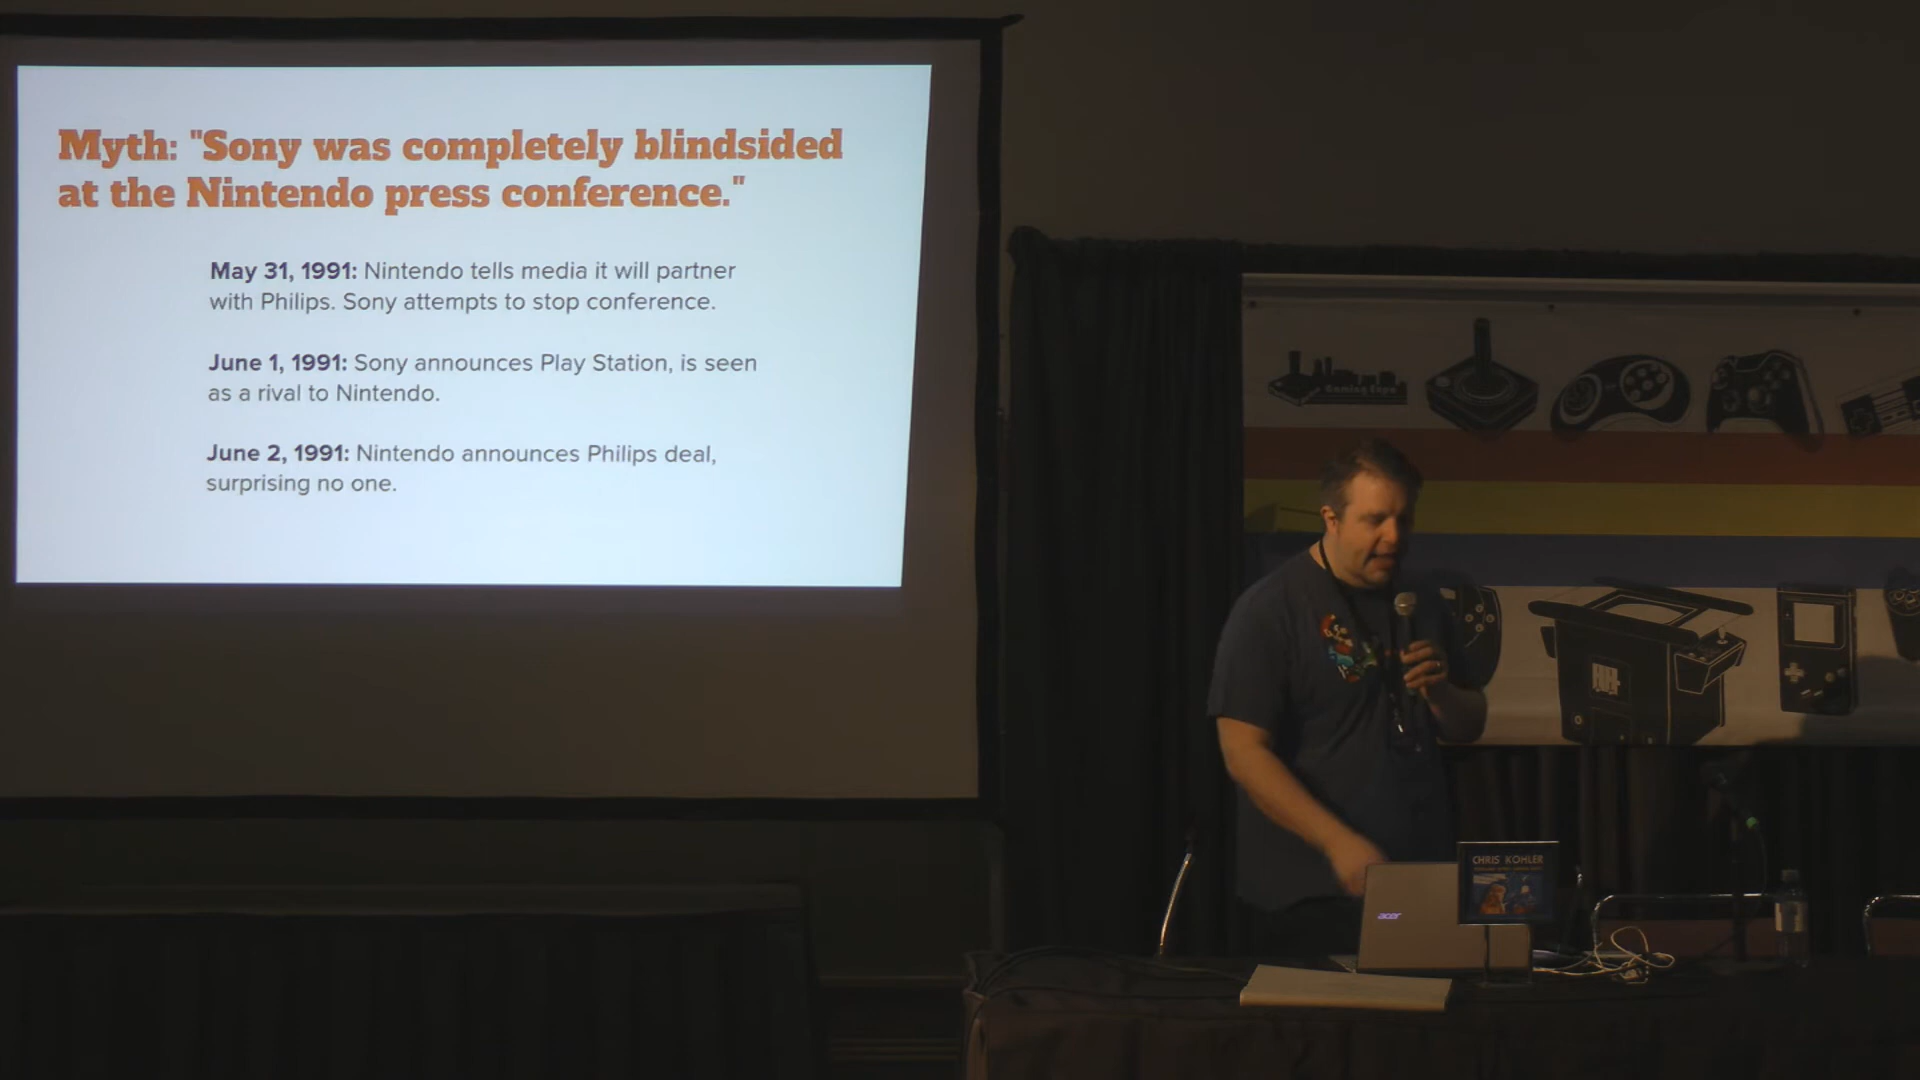 Myth: "Sony was completely blindsided
at the Nintendo press conference."
May 31, 1991: Nintendo tells media it will partner
with Philips. Sony attempts to stop conference.
June 1, 1991: Sony announces Play Station, is seen
as a rival to Nintendo.
June 2, 1991: Nintendo announces Philips deal,
surprising no one.
Gaming Expo
CHRIS KOHLER
acer